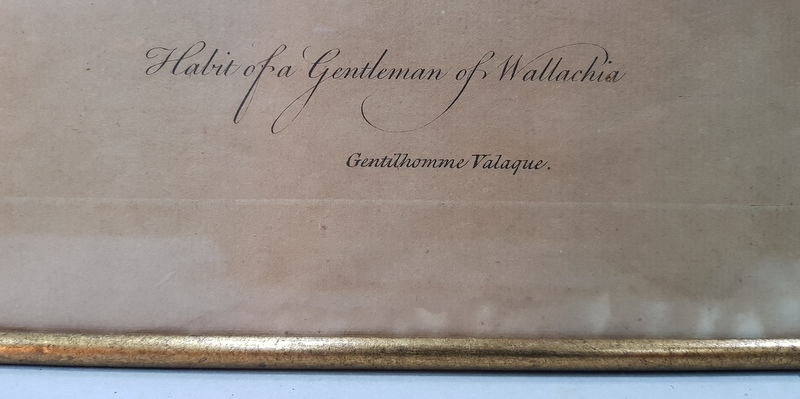 Habit of a Gentleman of Wallachia
Gentilhomme Valaque.